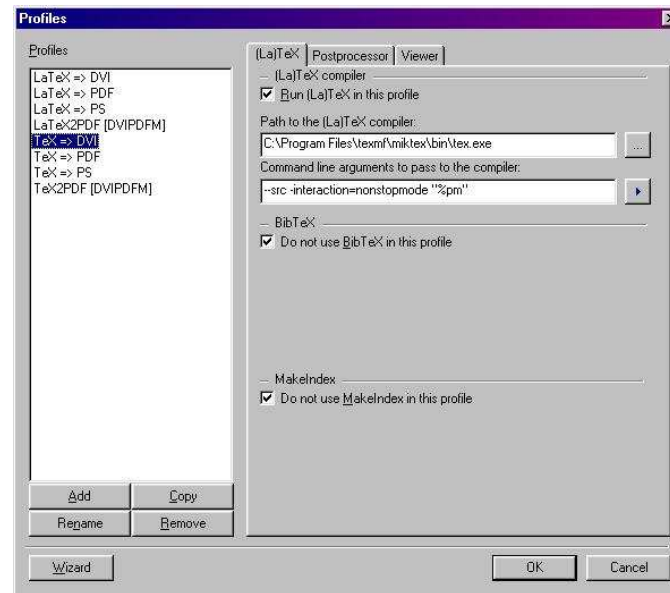 Profiles
Profiles
LaTeX => DVI
LaTeX => PDF
LaTeX => PS
LaTeX2PDF [DVIPDFM]
TeX => DVI
TeX => PDF
TeX => PS
TeX2PDF [DVIPDFM]
Add Copy
Rename Remove
(La)TeX Postprocessor Viewer
(La)TeX compiler
Run (La)TeX in this profile
Path to the (La)TeX compiler:
C:\Program Files\texmf\miktex\bin\tex.exe
...
Command line arguments to pass to the compiler:
--src -interaction=nonstopmode "%pm"
BibTeX
Do not use BibTeX in this profile
MakeIndex
Do not use MakeIndex in this profile
Wizard OK Cancel